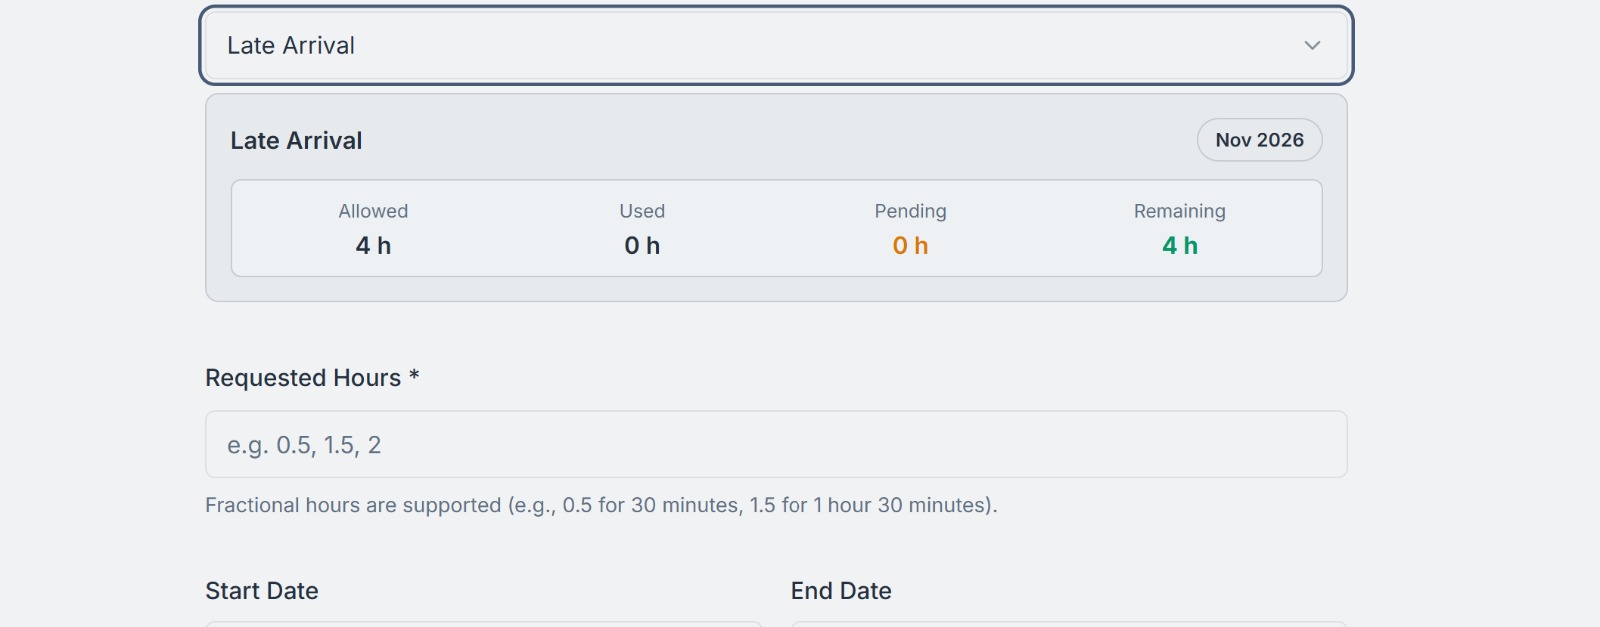 Late Arrival
Late Arrival
Nov 2026
Allowed Used Pending Remaining
4 h 0 h 0 h 4 h
Requested Hours *
e.g. 0.5, 1.5, 2
Fractional hours are supported (e.g., 0.5 for 30 minutes, 1.5 for 1 hour 30 minutes).
Start Date End Date